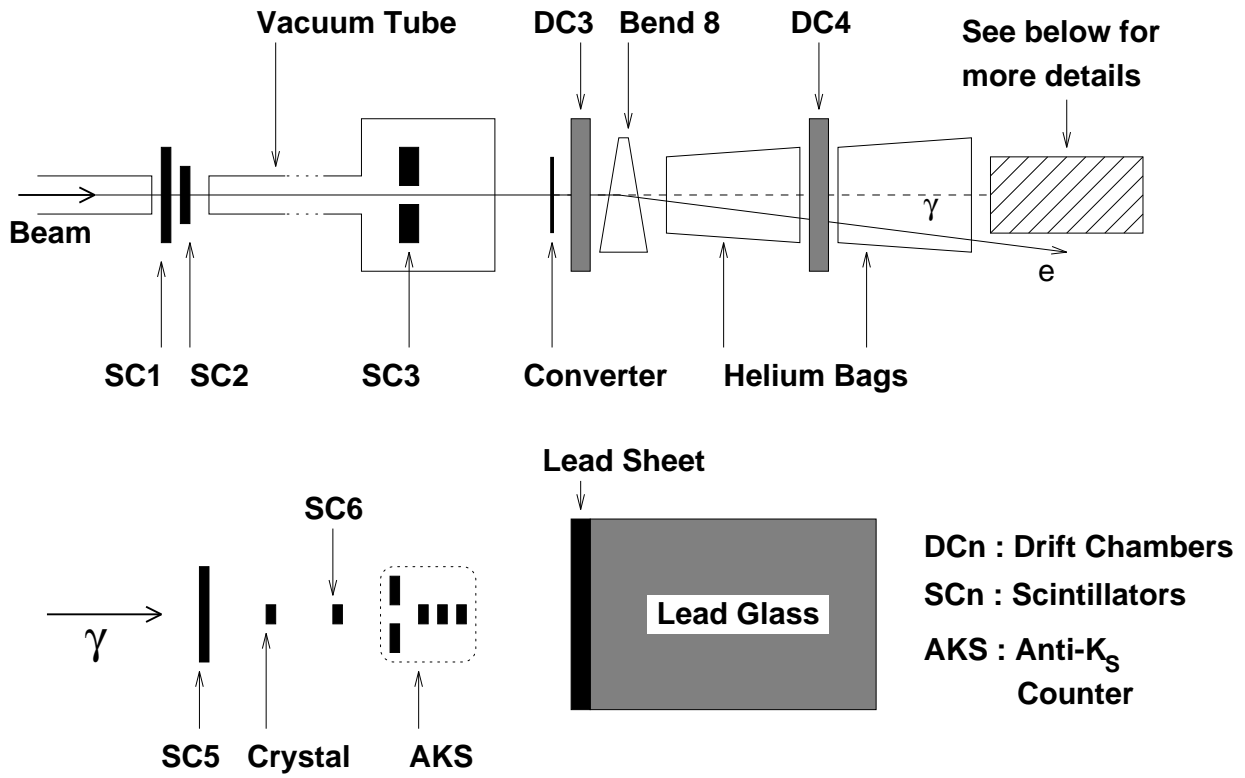 Vacuum Tube
DC3
Bend 8
DC4
See below for
more details
Beam
γ
e
SC1
SC2
SC3
Converter
Helium Bags
Lead Sheet
SC6
DCn : Drift Chambers
SCn : Scintillators
AKS : Anti-K_S
Counter
Lead Glass
γ
SC5
Crystal
AKS